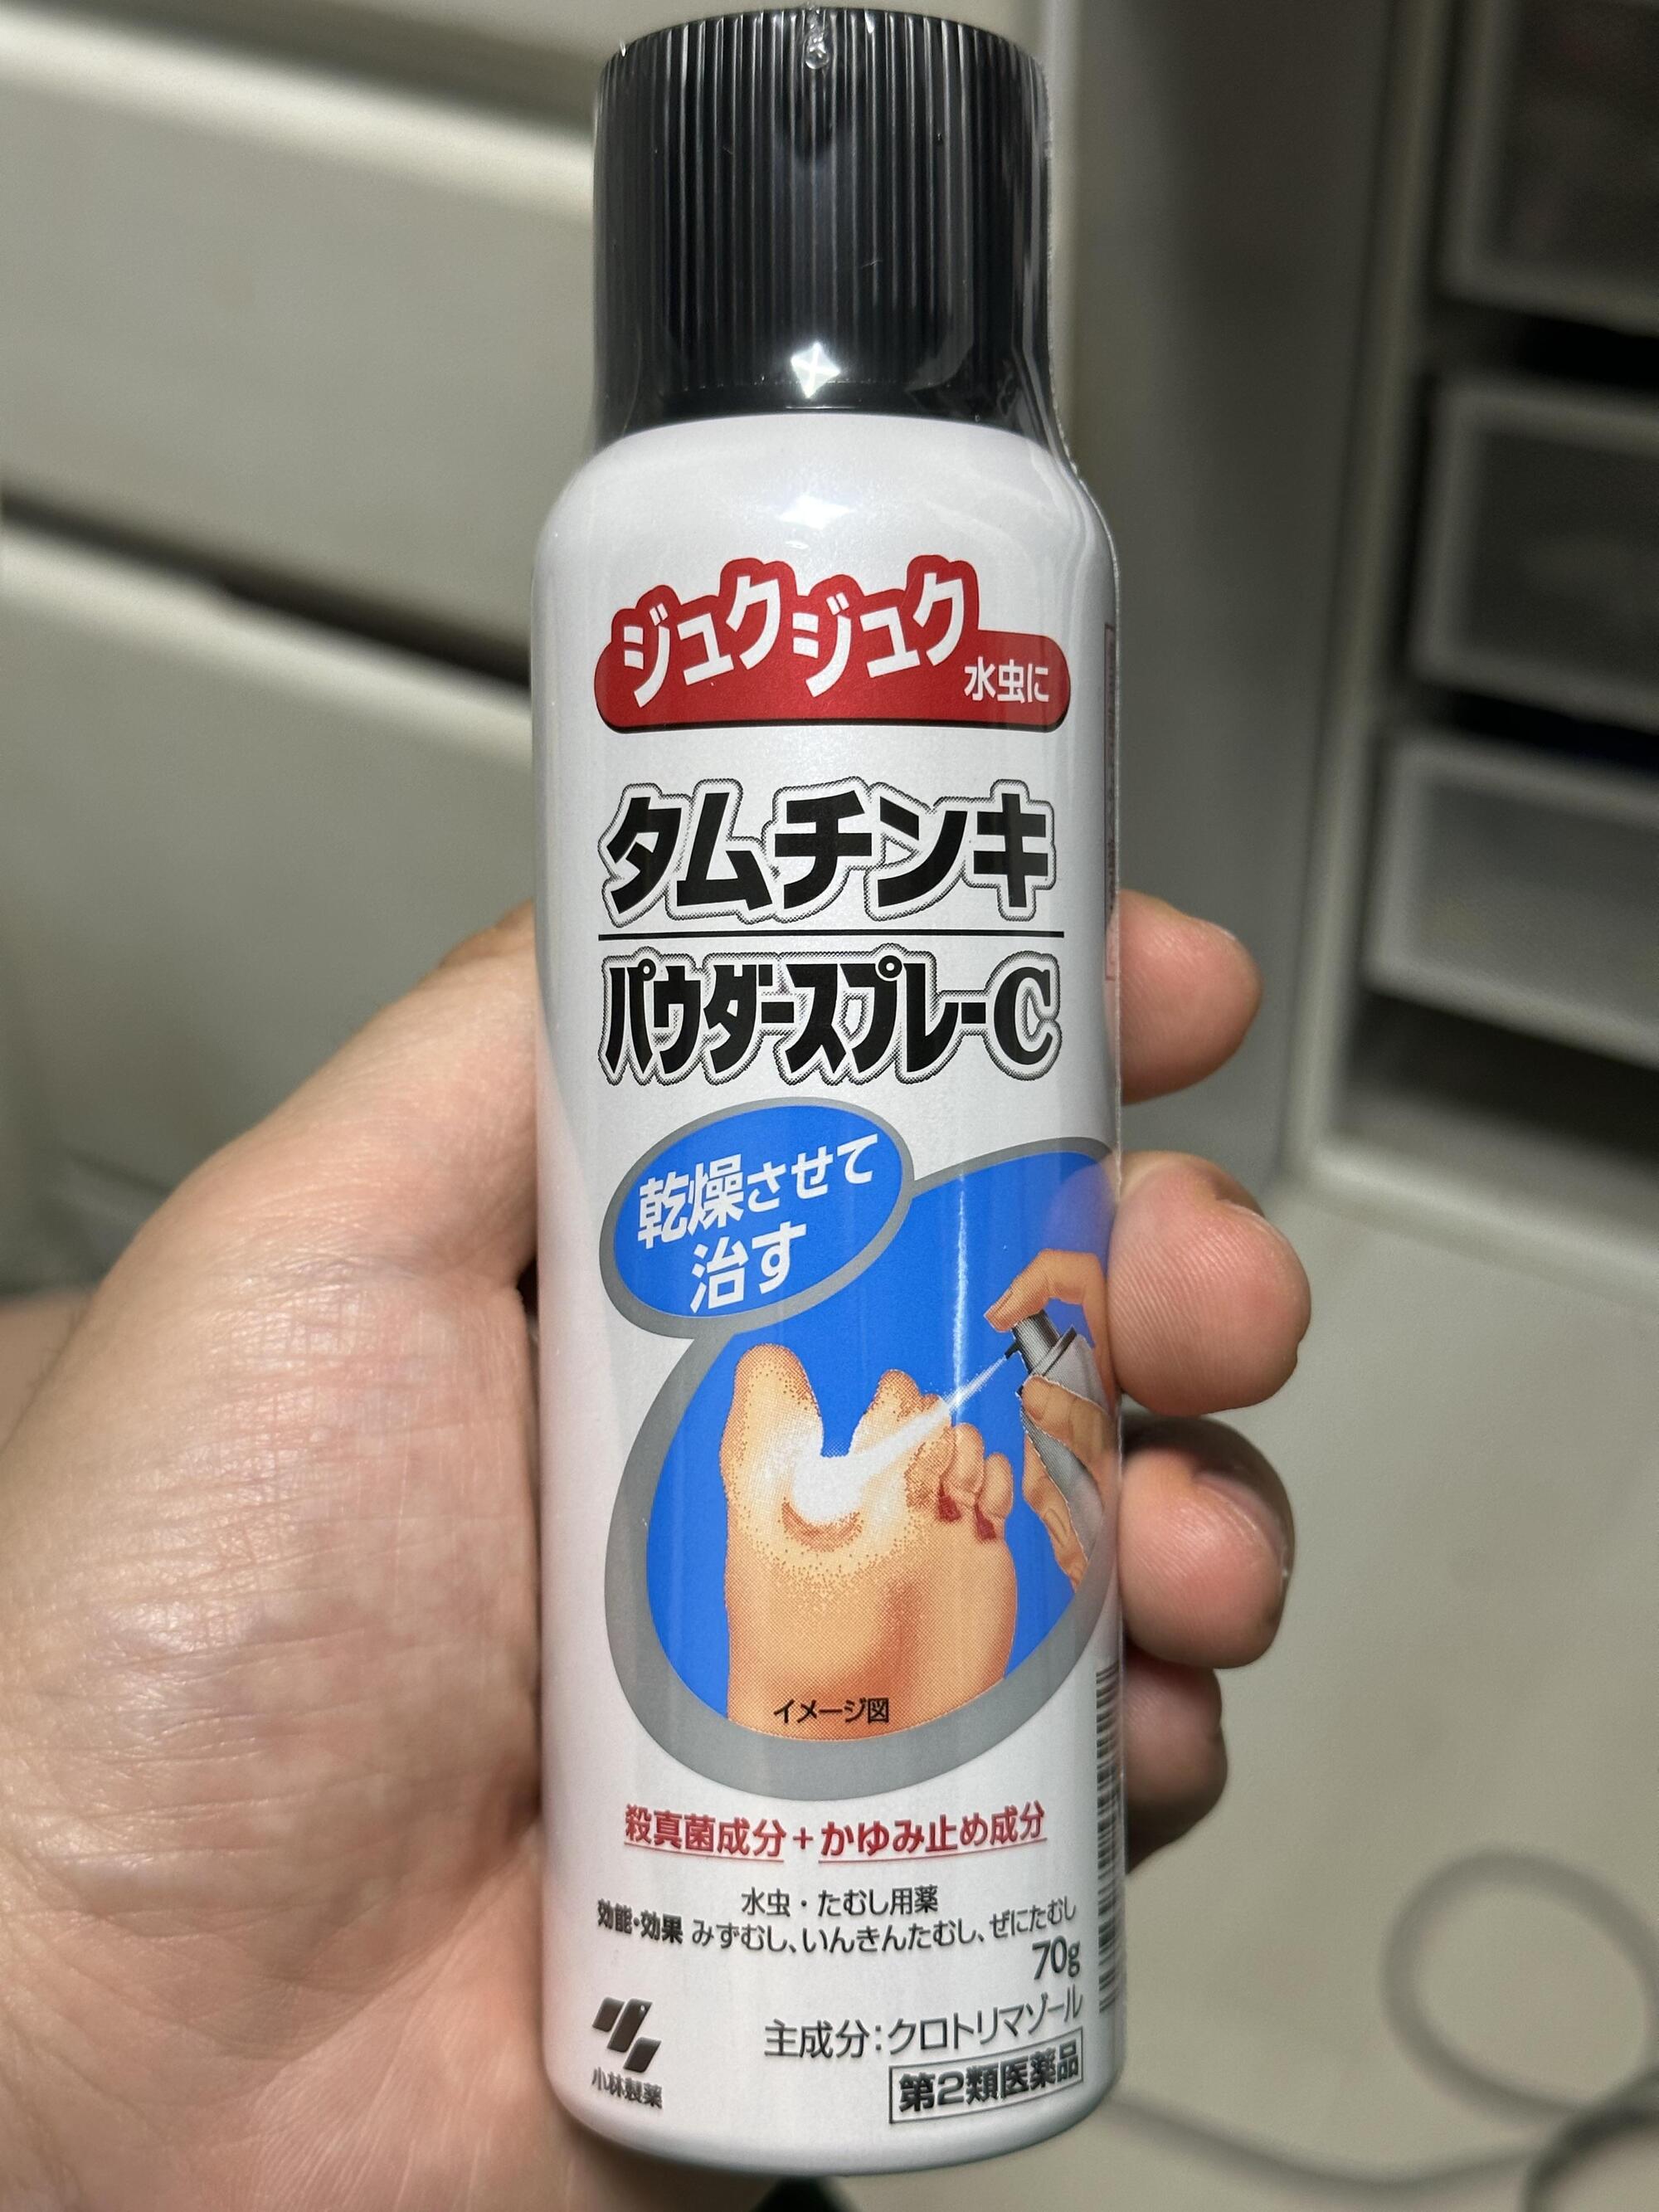 ジュクジュク水虫に
タムチンキ
パウダースプレーC
乾燥させて
治す
イメージ図
殺真菌成分+かゆみ止め成分
水虫・たむし用薬
効能・効果 みずむし、いんきんたむし、ぜにたむし
70g
主成分:クロトリマゾール
第2類医薬品
小林製薬